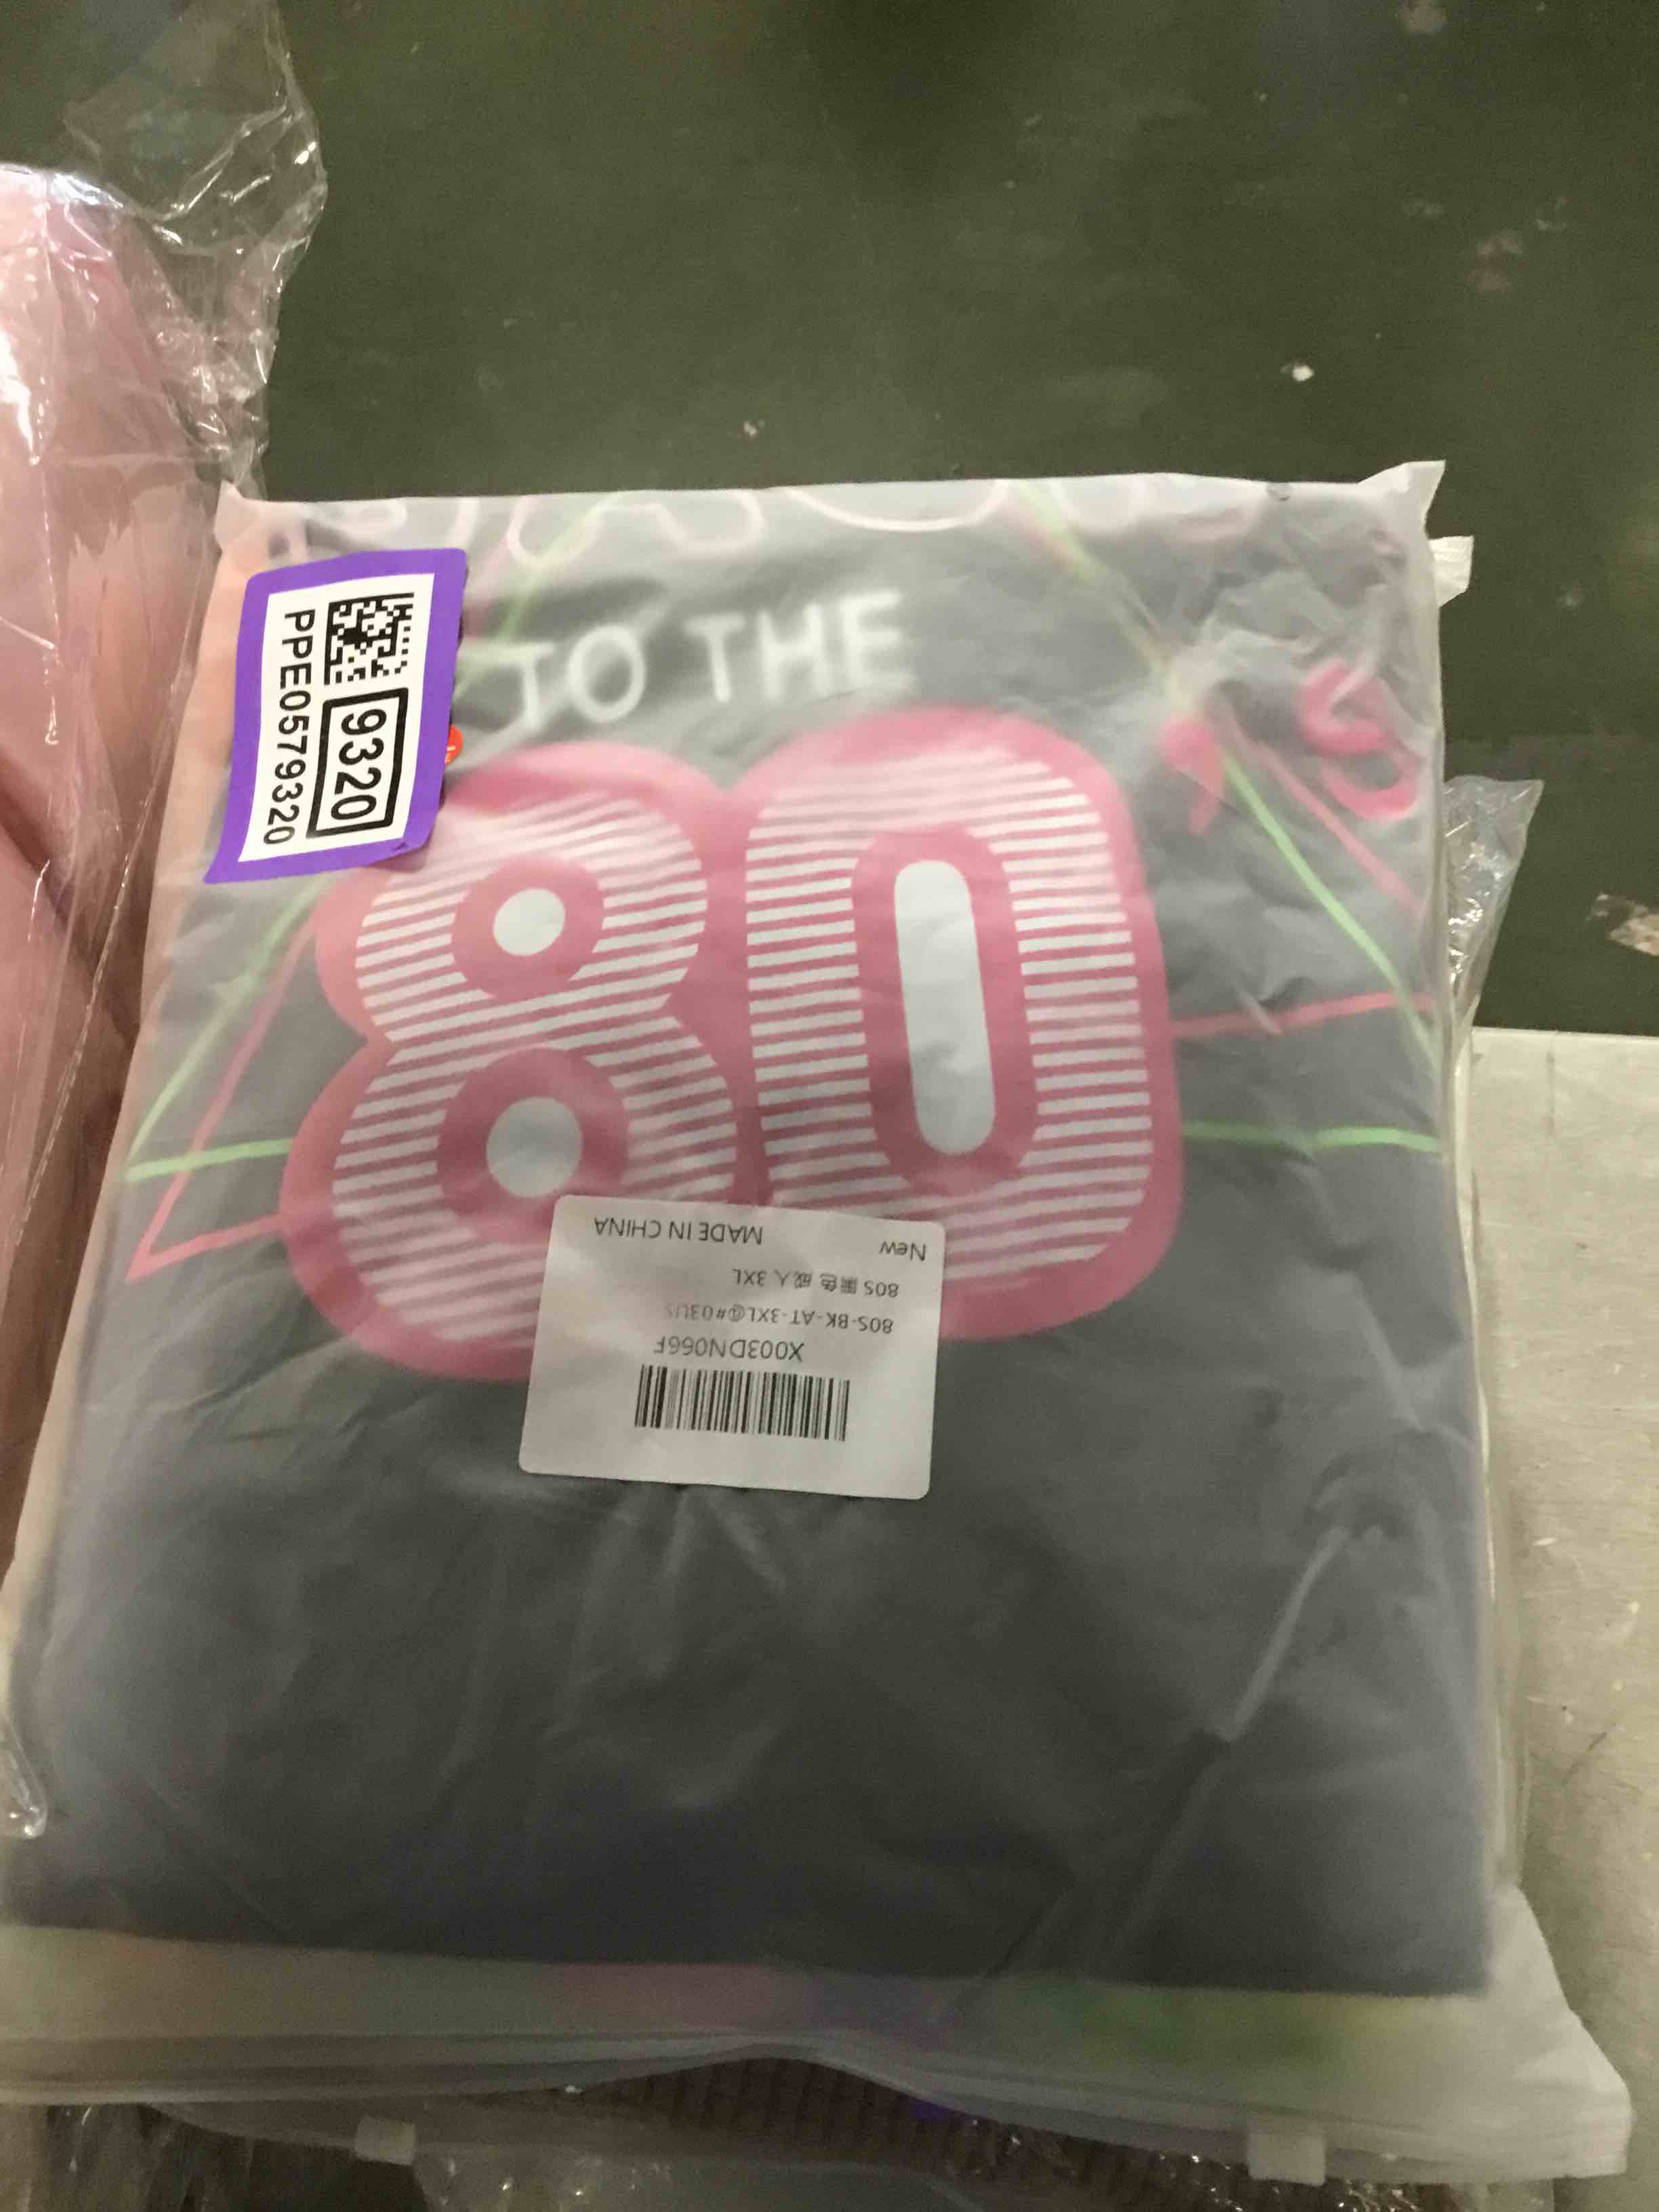 TO THE
80's
PPE0579320
9320
New
MADE IN CHINA
80S 黑色 成人 3XL
80S-BK-AT-3XL@#03US
X003DN066F